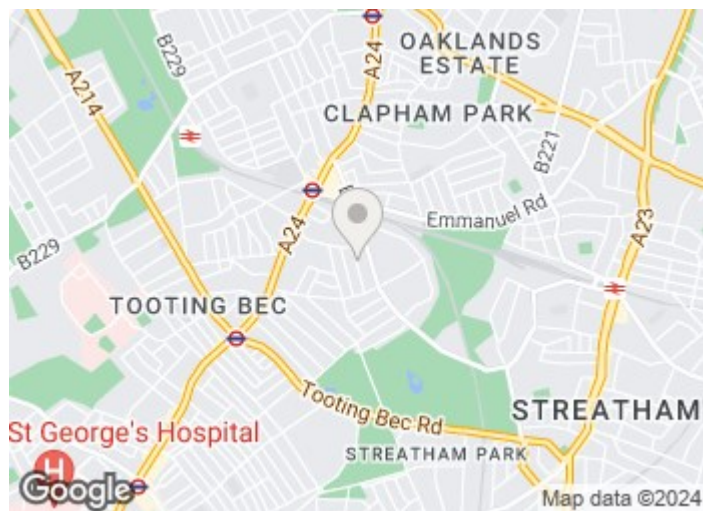 OAKLANDS
ESTATE
B229
A24
A214
CLAPHAM PARK
B221
Emmanuel Rd
A24
A23
B229
TOOTING BEC
Tooting Bec Rd
STREATHAM
St George's Hospital
STREATHAM PARK
H
Google
Map data ©2024